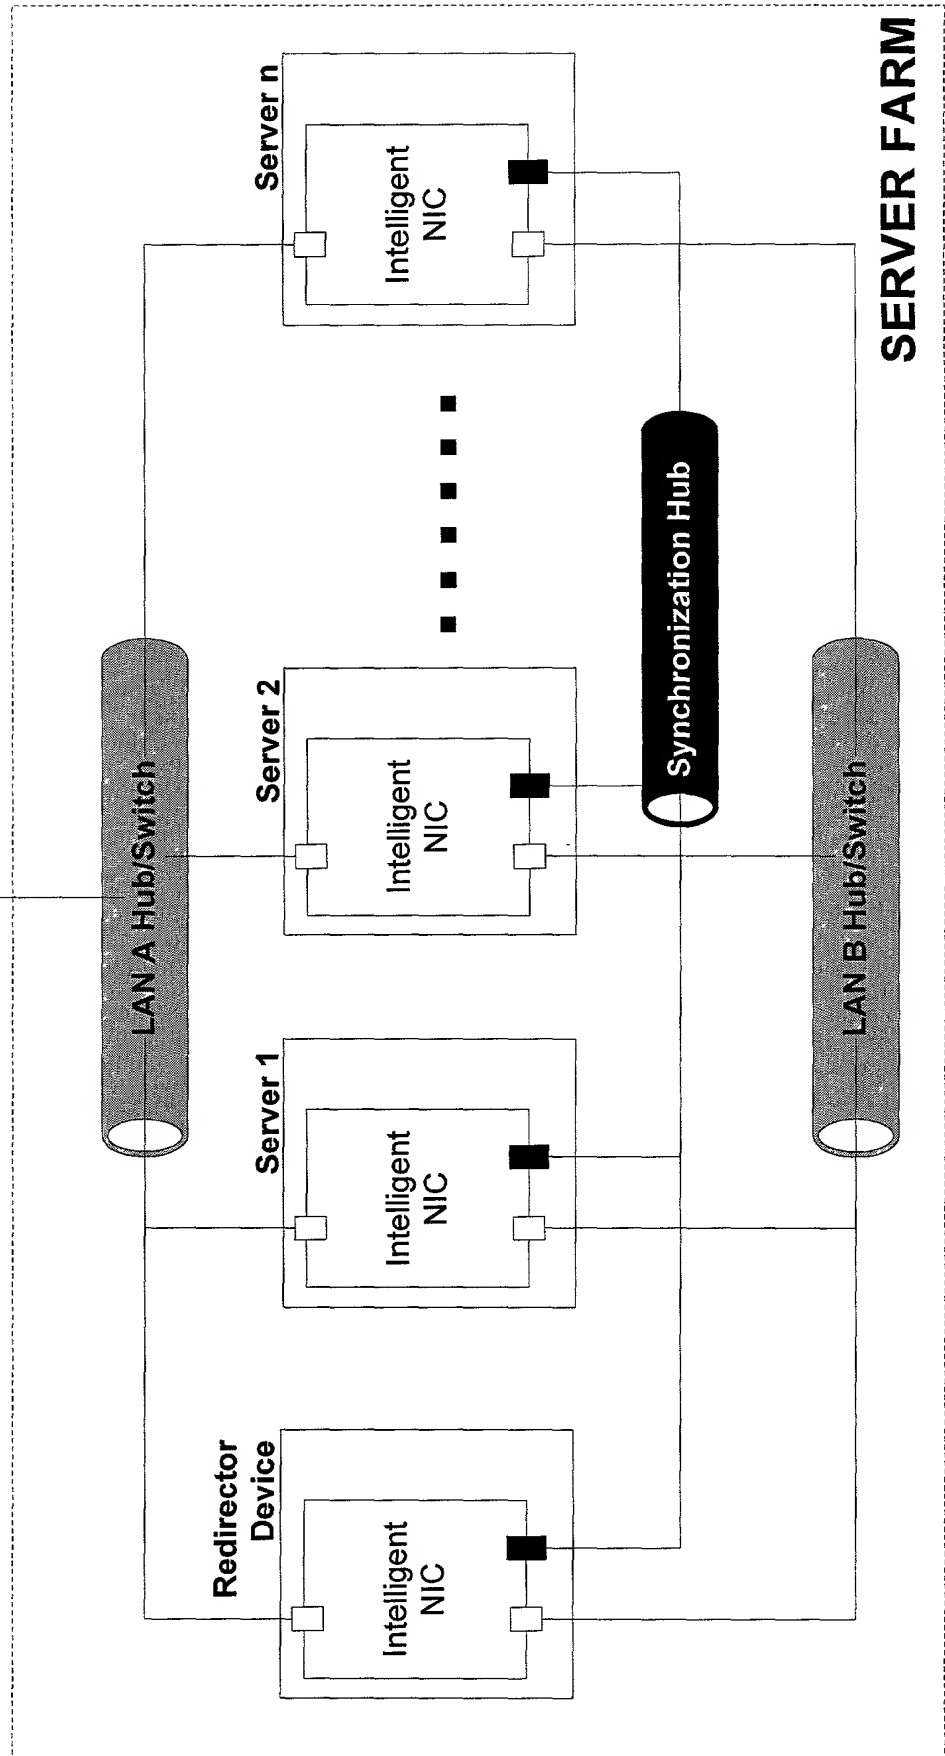 LAN A Hub/Switch
Redirector
Device
Server 1
Server 2
Server n
Intelligent
NIC
Intelligent
NIC
Intelligent
NIC
Intelligent
NIC
Synchronization Hub
LAN B Hub/Switch
SERVER FARM